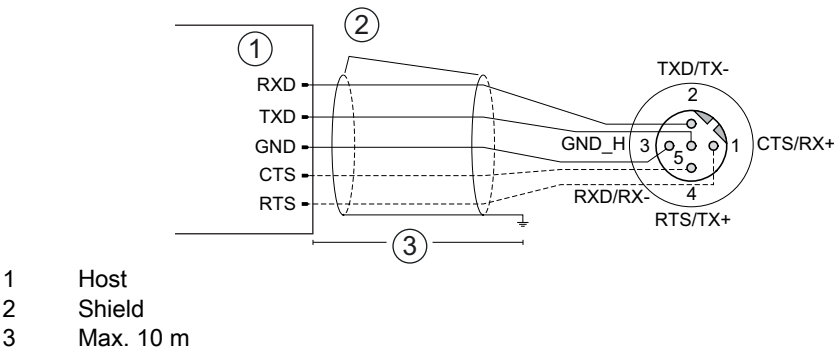 2
1
RXD
TXD
GND
CTS
RTS
TXD/TX-
2
GND_H 3 1 CTS/RX+
5
RXD/RX- 4
RTS/TX+
3
1 Host
2 Shield
3 Max. 10 m